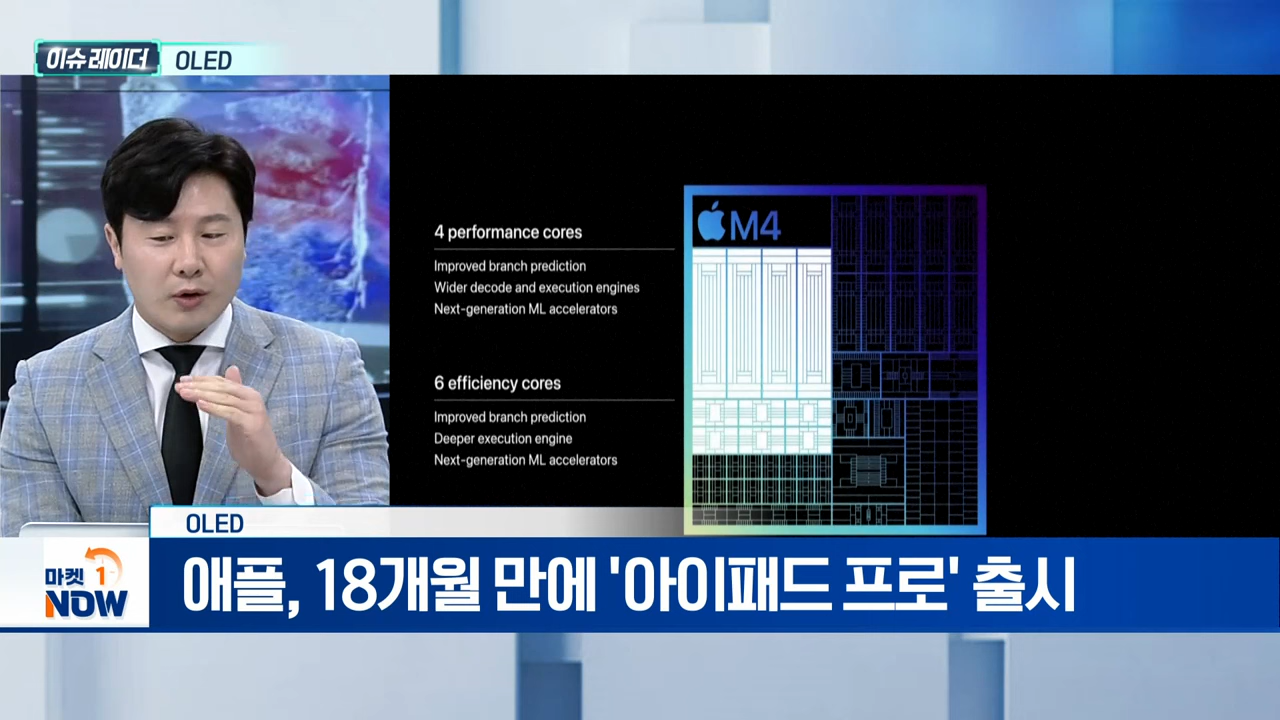 이슈레이더 OLED
4 performance cores
Improved branch prediction
Wider decode and execution engines
Next-generation ML accelerators
6 efficiency cores
Improved branch prediction
Deeper execution engine
Next-generation ML accelerators
M4
OLED
마켓 1
NOW
애플, 18개월 만에 '아이패드 프로' 출시